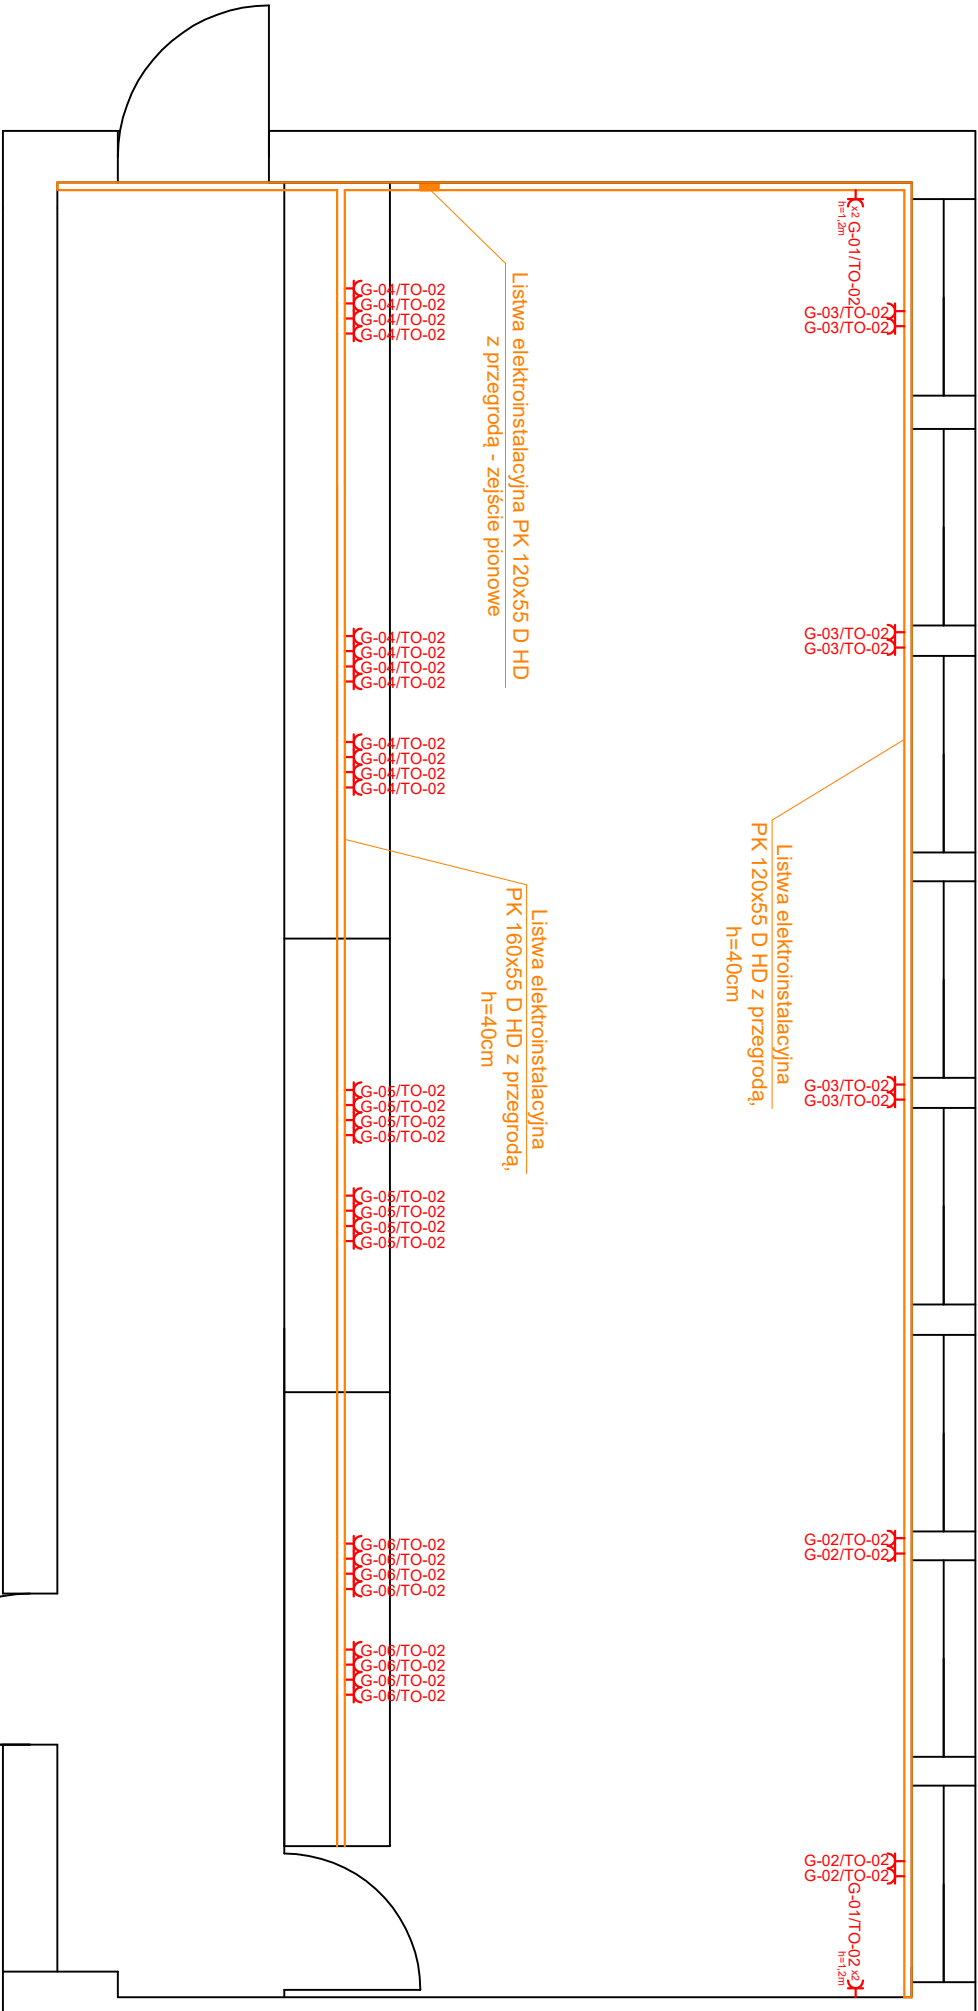 x2 G-01/TO-02
h=1,2m
G-03/TO-02
G-03/TO-02
G-04/TO-02
G-04/TO-02
G-04/TO-02
G-04/TO-02
Listwa elektroinstalacyjna PK 120x55 D HD
z przegrodą - zejście pionowe
G-03/TO-02
G-03/TO-02
G-04/TO-02
G-04/TO-02
G-04/TO-02
G-04/TO-02
G-04/TO-02
G-04/TO-02
G-04/TO-02
G-04/TO-02
Listwa elektroinstalacyjna
PK 120x55 D HD z przegrodą,
h=40cm
Listwa elektroinstalacyjna
PK 160x55 D HD z przegrodą,
h=40cm
G-03/TO-02
G-03/TO-02
G-05/TO-02
G-05/TO-02
G-05/TO-02
G-05/TO-02
G-05/TO-02
G-05/TO-02
G-05/TO-02
G-05/TO-02
G-02/TO-02
G-02/TO-02
G-06/TO-02
G-06/TO-02
G-06/TO-02
G-06/TO-02
G-06/TO-02
G-06/TO-02
G-06/TO-02
G-06/TO-02
G-02/TO-02
G-02/TO-02
G-01/TO-02 x2
h=1,2m